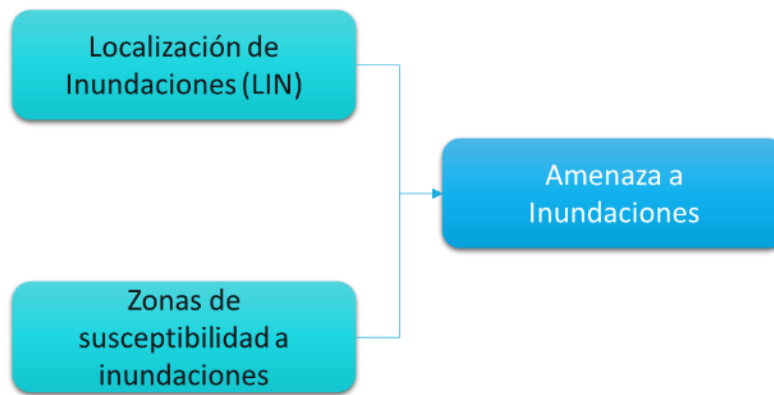 Localización de
Inundaciones (LIN)
Amenaza a
Inundaciones
Zonas de
susceptibilidad a
inundaciones